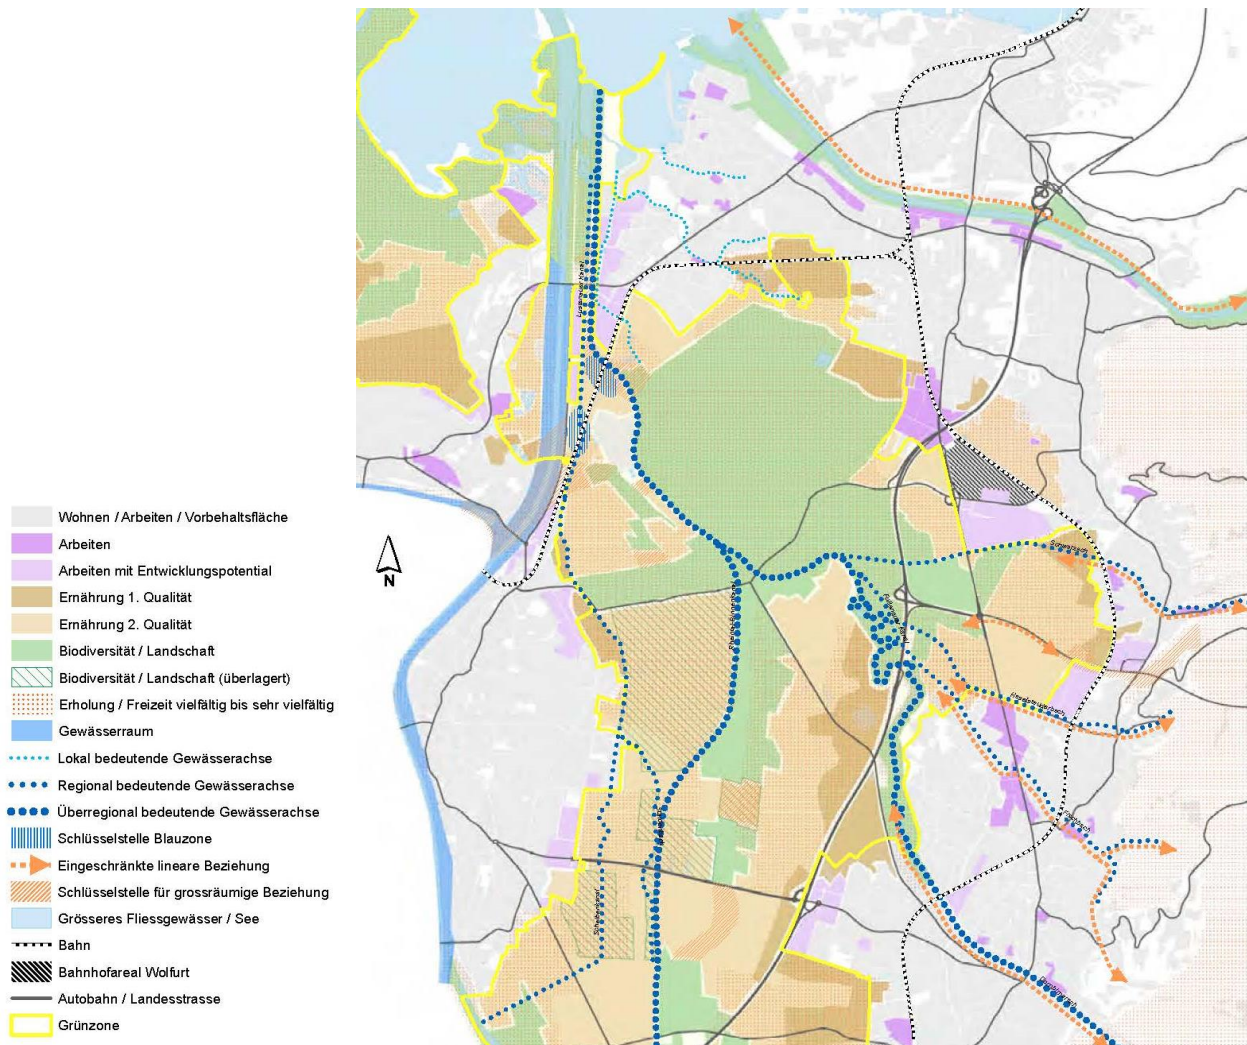 N
Wohnen / Arbeiten / Vorbehaltsfläche
Arbeiten
Arbeiten mit Entwicklungspotential
Ernährung 1. Qualität
Ernährung 2. Qualität
Biodiversität / Landschaft
Biodiversität / Landschaft (überlagert)
Erholung / Freizeit vielfältig bis sehr vielfältig
Gewässerraum
Lokal bedeutende Gewässerachse
Regional bedeutende Gewässerachse
Überregional bedeutende Gewässerachse
Schlüsselstelle Blauzone
Eingeschränkte lineare Beziehung
Schlüsselstelle für grossräumige Beziehung
Grösseres Fliessgewässer / See
Bahn
Bahnhofareal Wolfurt
Autobahn / Landesstrasse
Grünzone